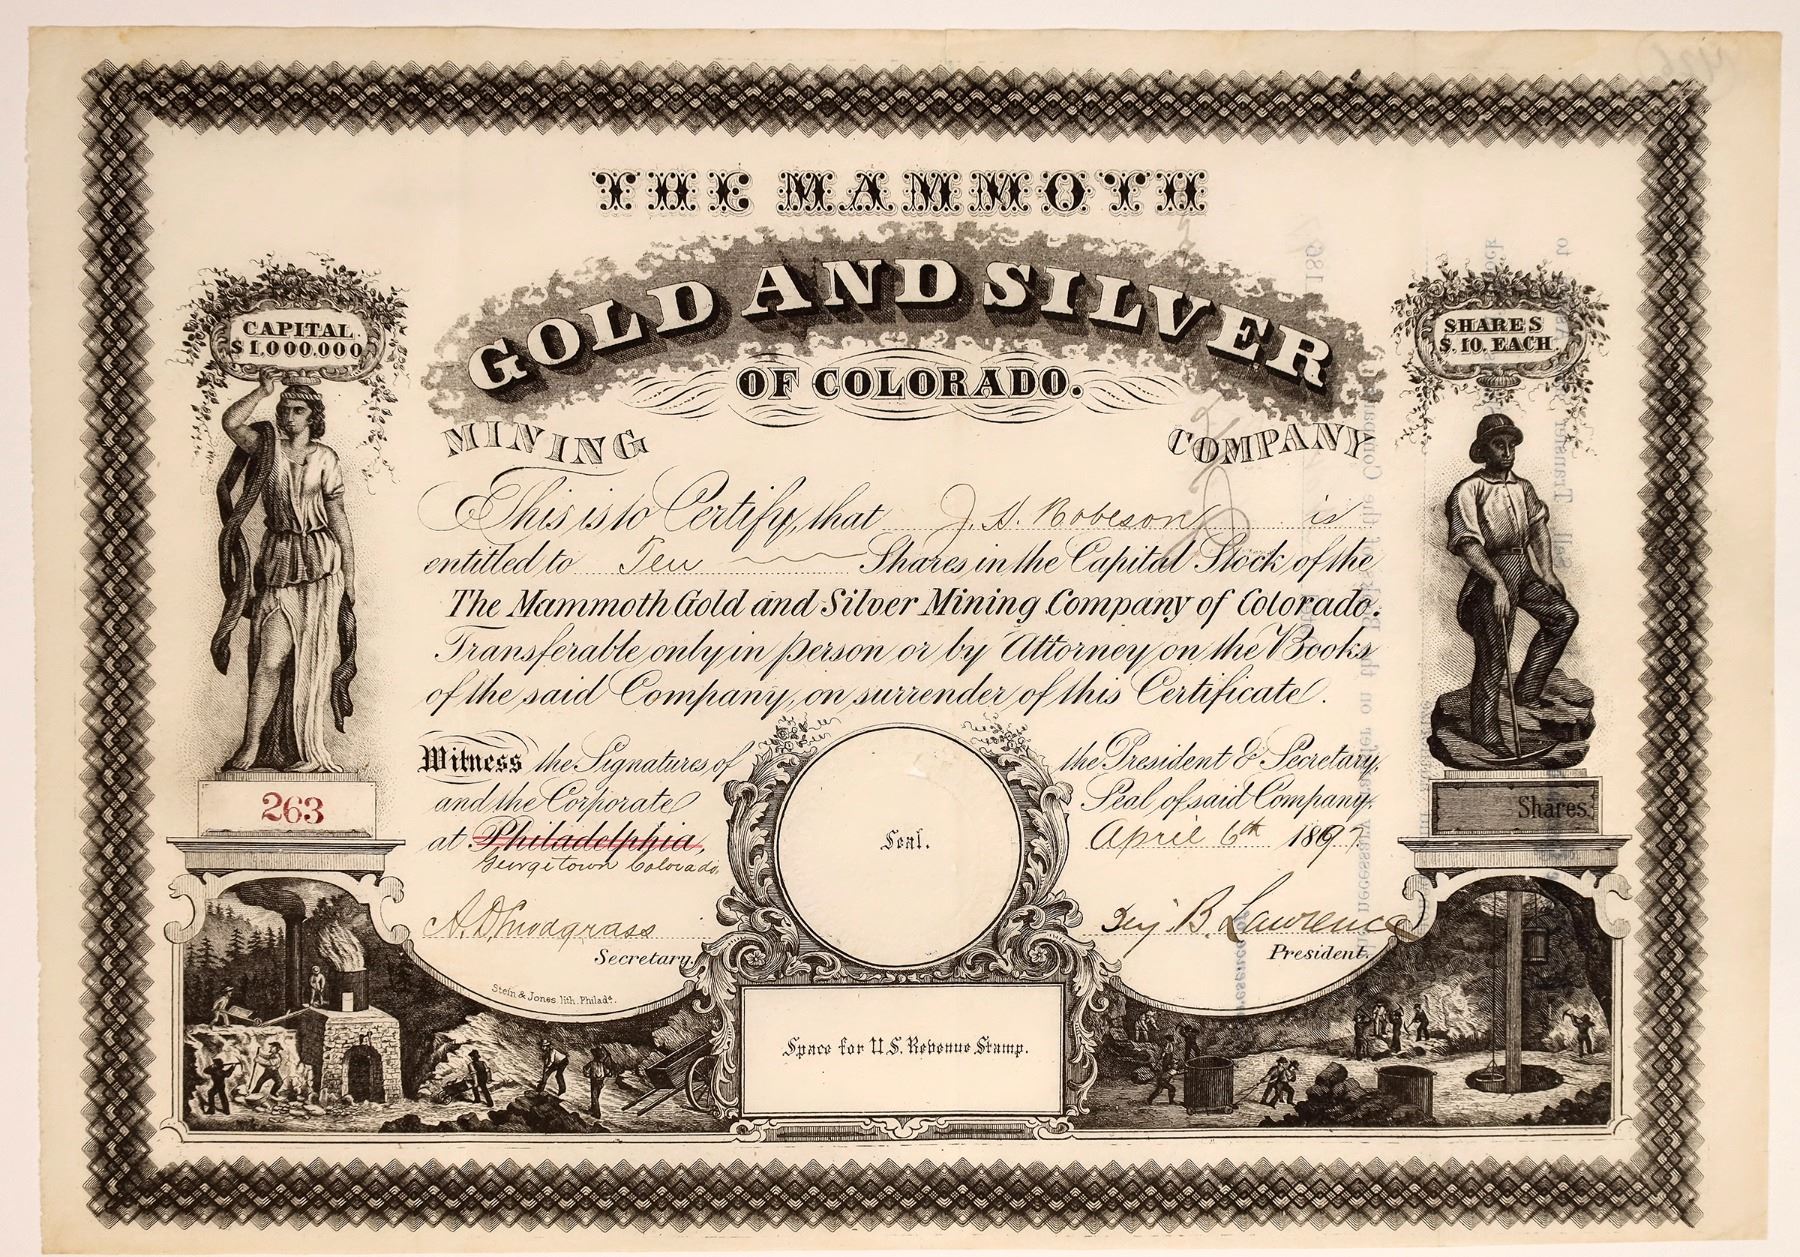 THE MAMMOTH
GOLD AND SILVER
OF COLORADO.
MINING COMPANY
CAPITAL
$1,000,000
SHARES
$.10. EACH.
This is to Certify, that J. A. Robeson is
entitled to Ten Shares in the Capital Stock of the
The Mammoth Gold and Silver Mining Company of Colorado.
Transferable only in person or by Attorney on the Books
of the said Company, on surrender of this Certificate.
Witness the Signatures of the President & Secretary,
and the Corporate Seal of said Company,
at Philadelphia, April 6th 1897
Georgetown Colorado
263
Seal.
Shares.
A. D. Snodgrass
Secretary.
Benj B. Lawrence
President.
Stein & Jones, lith. Philada.
Space for U.S. Revenue Stamp.